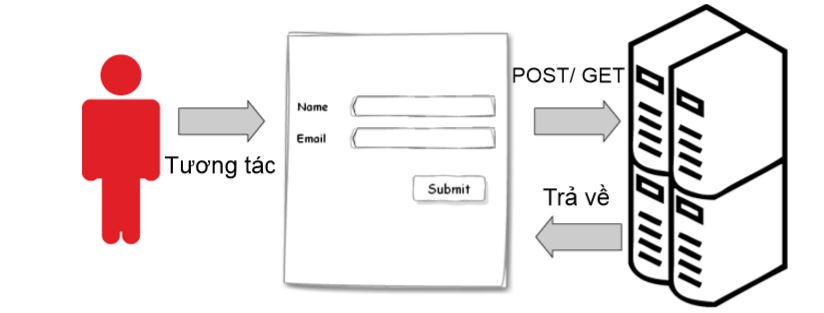 Tương tác
Name
Email
Submit
POST/ GET
Trả về